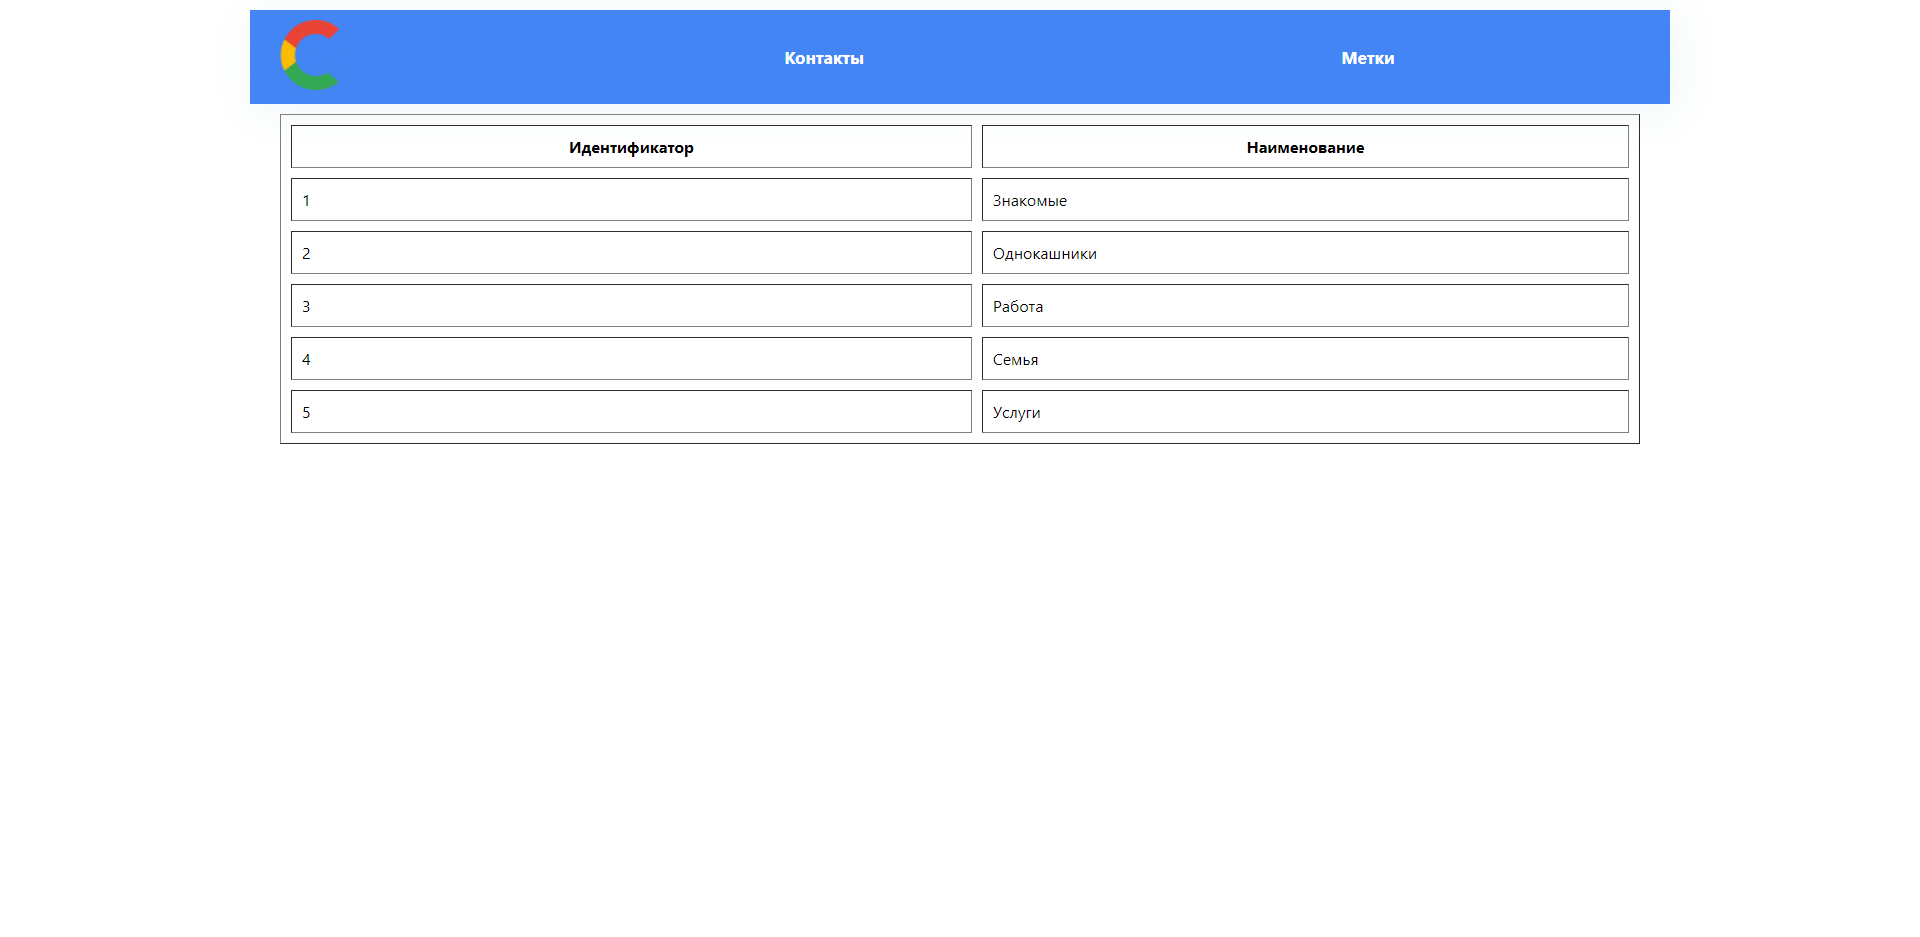 Контакты Метки
Идентификатор Наименование
1 Знакомые
2 Однокашники
3 Работа
4 Семья
5 Услуги